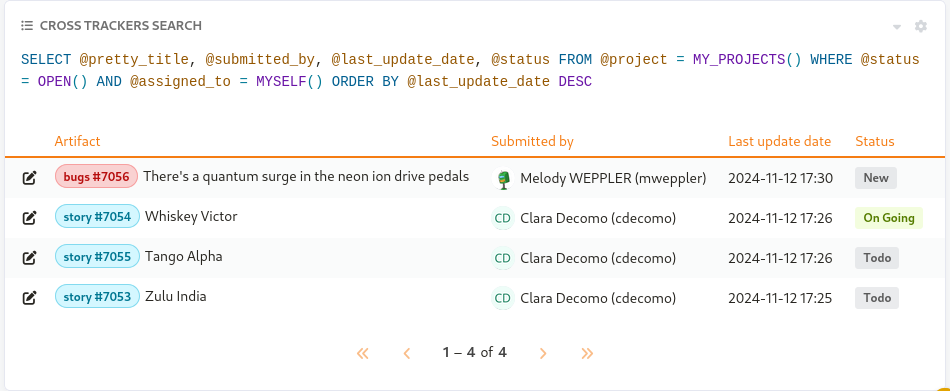 CROSS TRACKERS SEARCH
SELECT @pretty_title, @submitted_by, @last_update_date, @status FROM @project = MY_PROJECTS() WHERE @status
= OPEN() AND @assigned_to = MYSELF() ORDER BY @last_update_date DESC
Artifact Submitted by Last update date Status
bugs #7056 There's a quantum surge in the neon ion drive pedals Melody WEPPLER (mweppler) 2024-11-12 17:30 New
story #7054 Whiskey Victor CD Clara Decomo (cdecomo) 2024-11-12 17:26 On Going
story #7055 Tango Alpha CD Clara Decomo (cdecomo) 2024-11-12 17:26 Todo
story #7053 Zulu India CD Clara Decomo (cdecomo) 2024-11-12 17:25 Todo
1 – 4 of 4